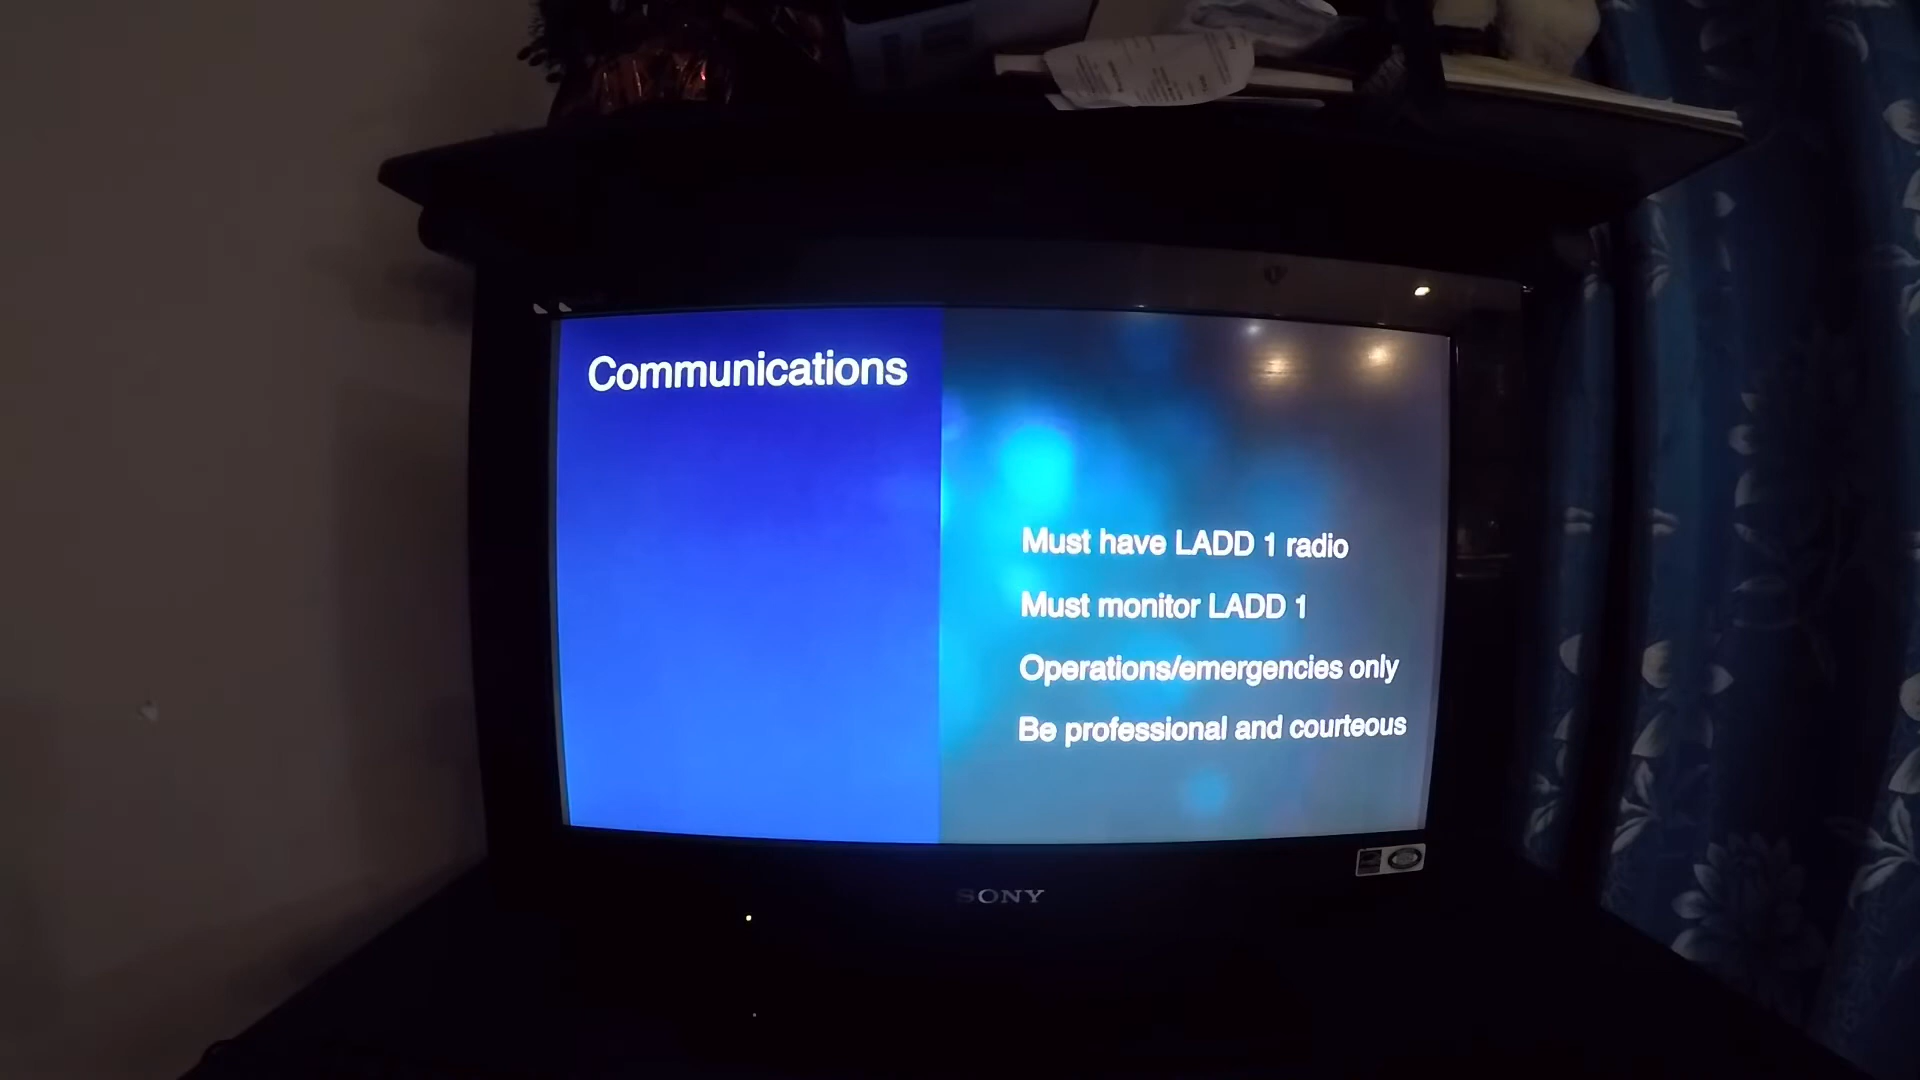 Communications
Must have LADD 1 radio
Must monitor LADD 1
Operations/emergencies only
Be professional and courteous
SONY